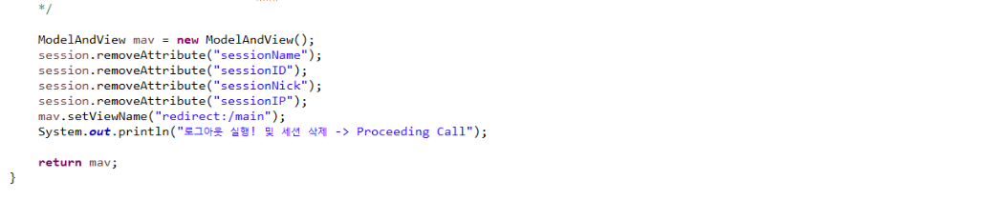 */
ModelAndView mav = new ModelAndView();
session.removeAttribute("sessionName");
session.removeAttribute("sessionID");
session.removeAttribute("sessionNick");
session.removeAttribute("sessionIP");
mav.setViewName("redirect:/main");
System.out.println("로그아웃 실행! 및 세션 삭제 -> Proceeding Call");
return mav;
}